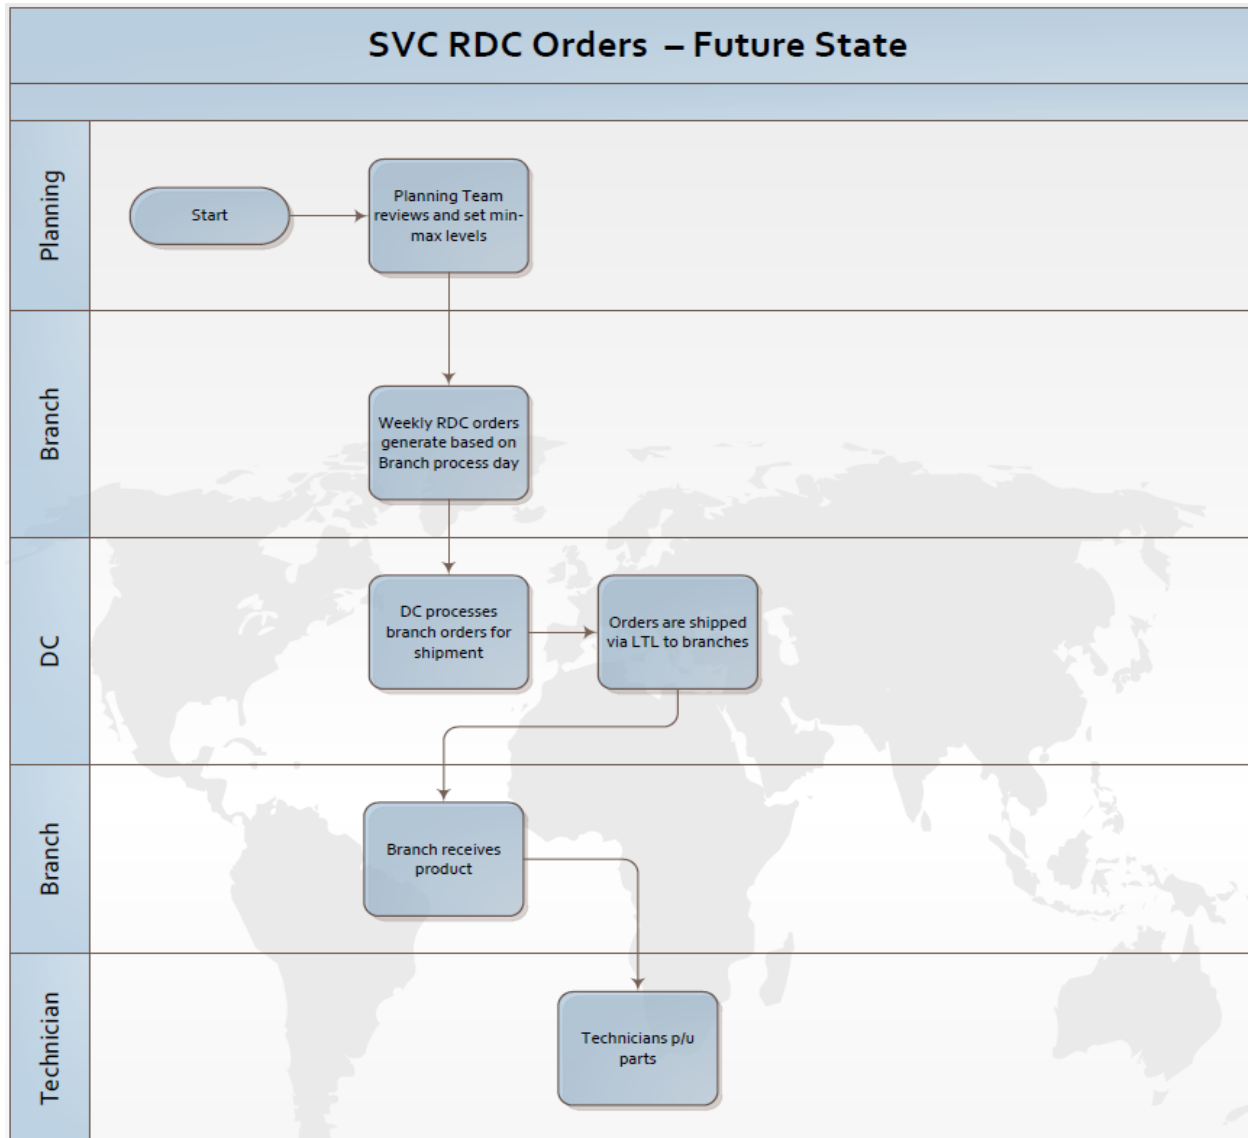 SVC RDC Orders – Future State
Planning
Start
Planning Team
reviews and set min-
max levels
Branch
Weekly RDC orders
generate based on
Branch process day
DC
DC processes
branch orders for
shipment
Orders are shipped
via LTL to branches
Branch
Branch receives
product
Technician
Technicians p/u
parts